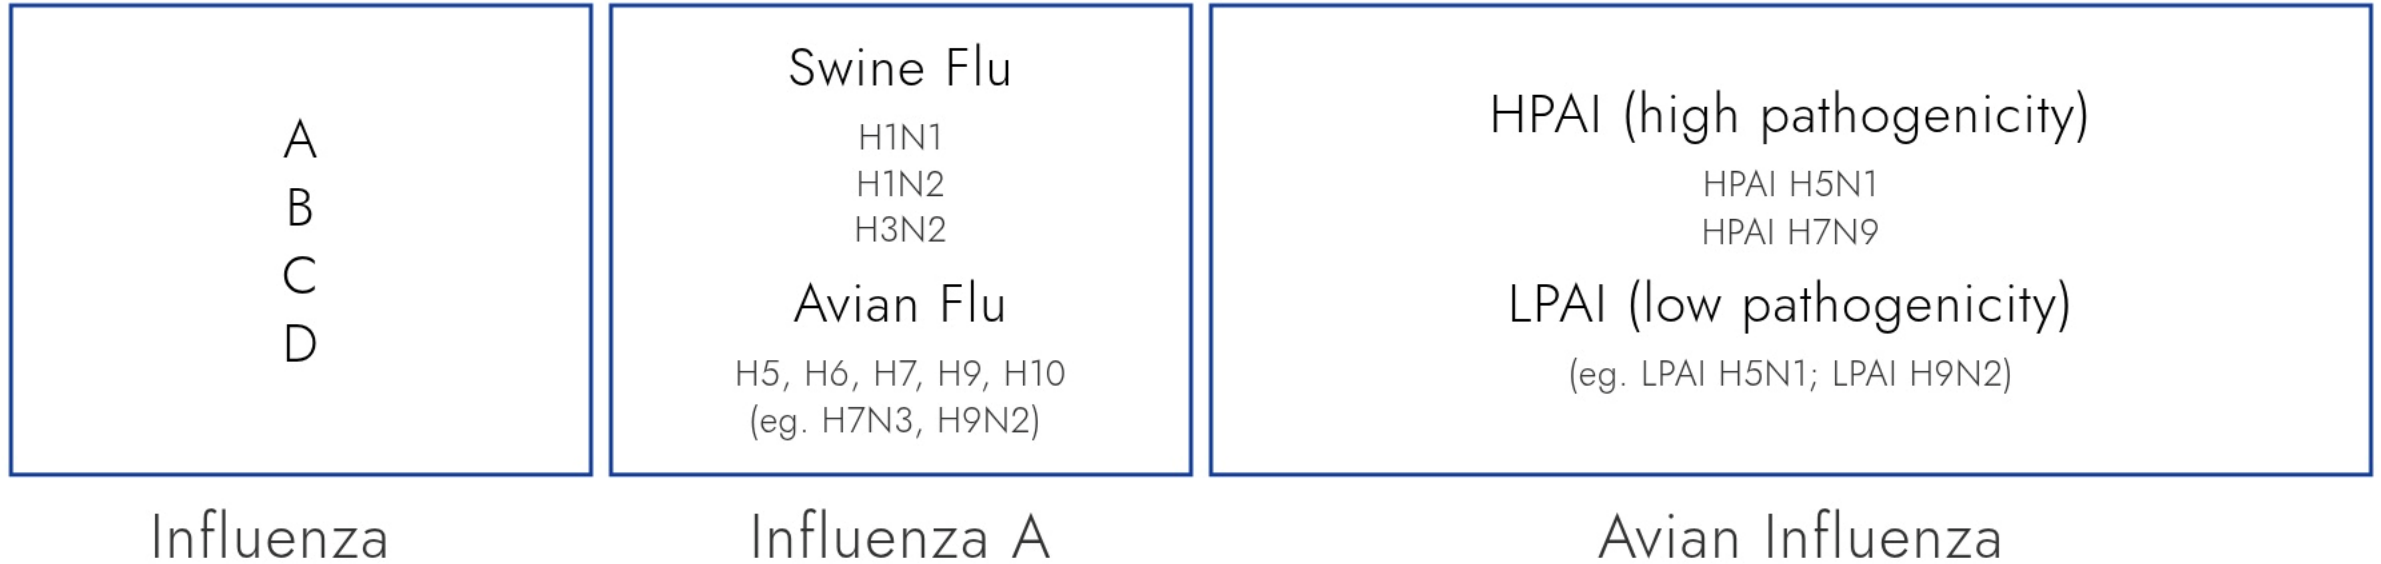 A
B
C
D
Influenza
Swine Flu
H1N1
H1N2
H3N2
Avian Flu
H5, H6, H7, H9, H10
(eg. H7N3, H9N2)
Influenza A
HPAI (high pathogenicity)
HPAI H5N1
HPAI H7N9
LPAI (low pathogenicity)
(eg. LPAI H5N1; LPAI H9N2)
Avian Influenza